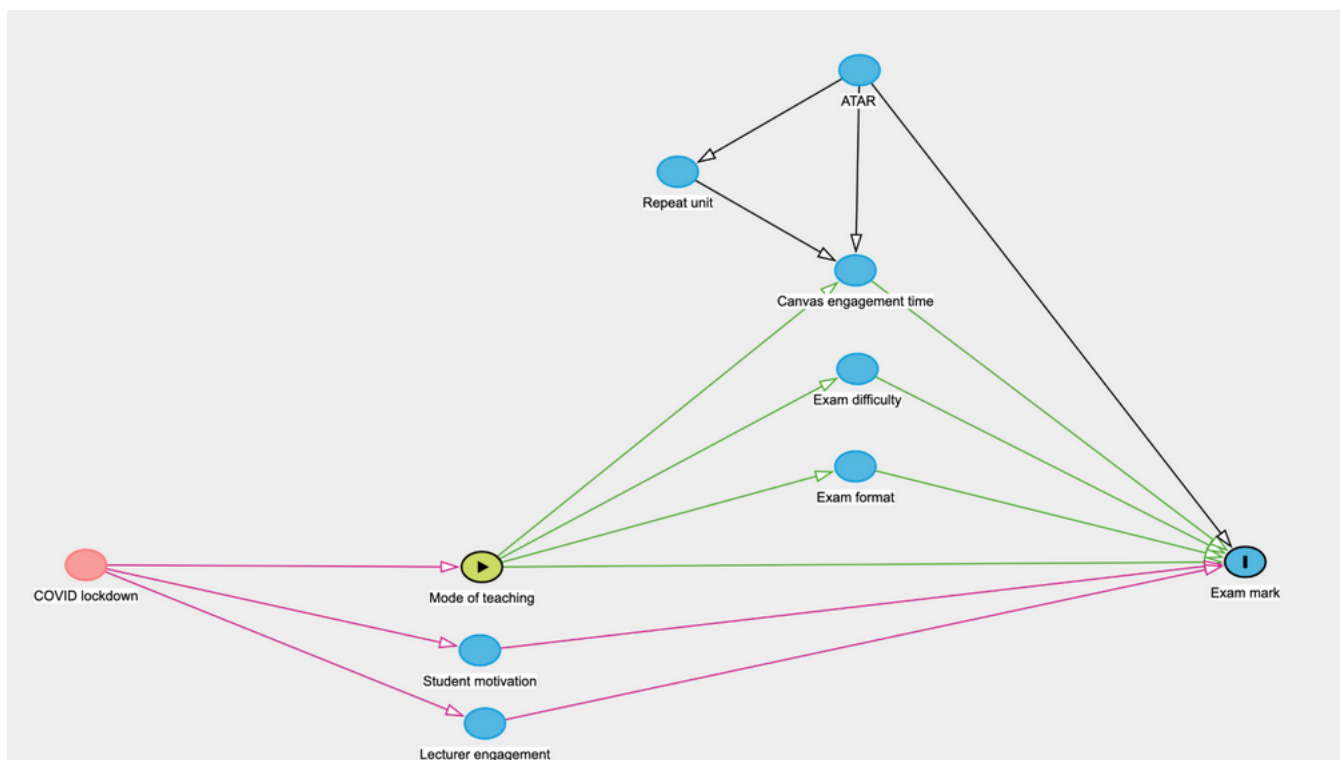 ATAR
Repeat unit
Canvas engagement time
Exam difficulty
Exam format
COVID lockdown
Mode of teaching
Exam mark
Student motivation
Lecturer engagement